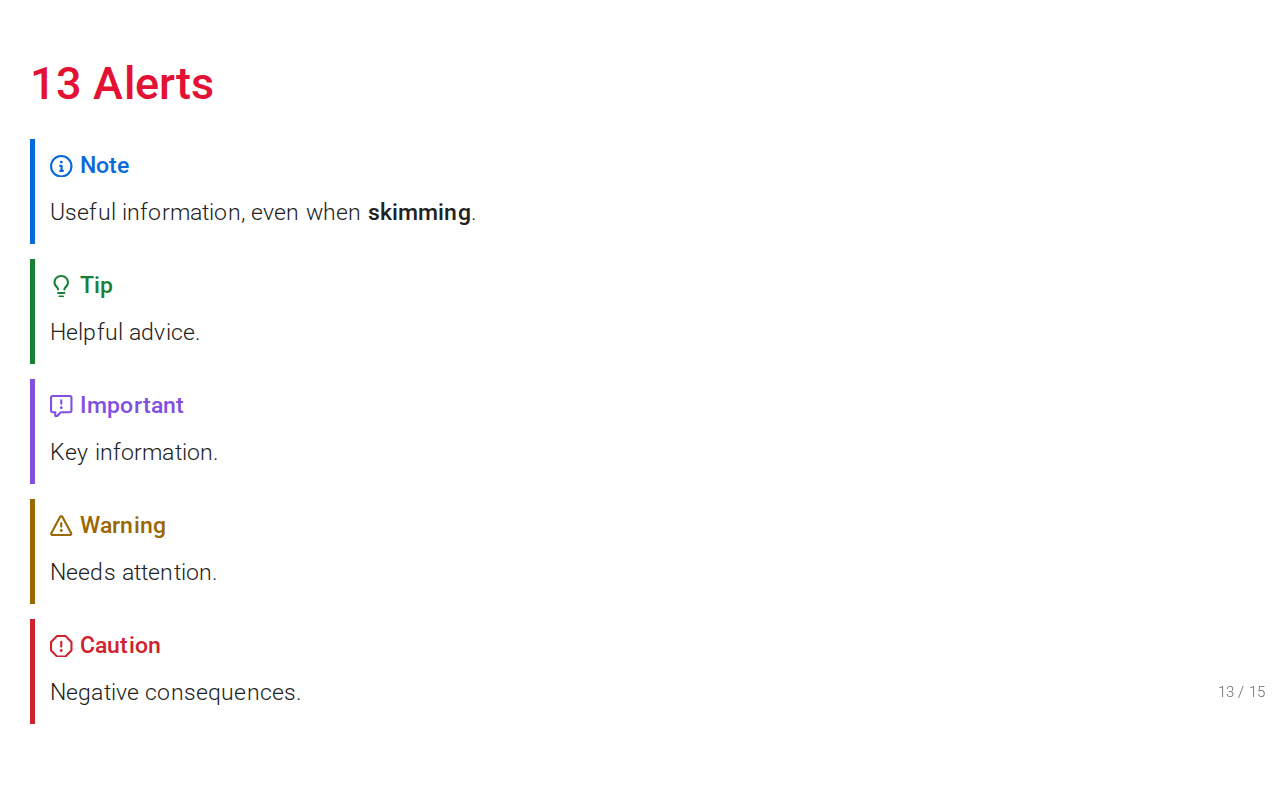 13 Alerts
Note
Useful information, even when skimming.
Tip
Helpful advice.
Important
Key information.
Warning
Needs attention.
Caution
Negative consequences.
13 / 15